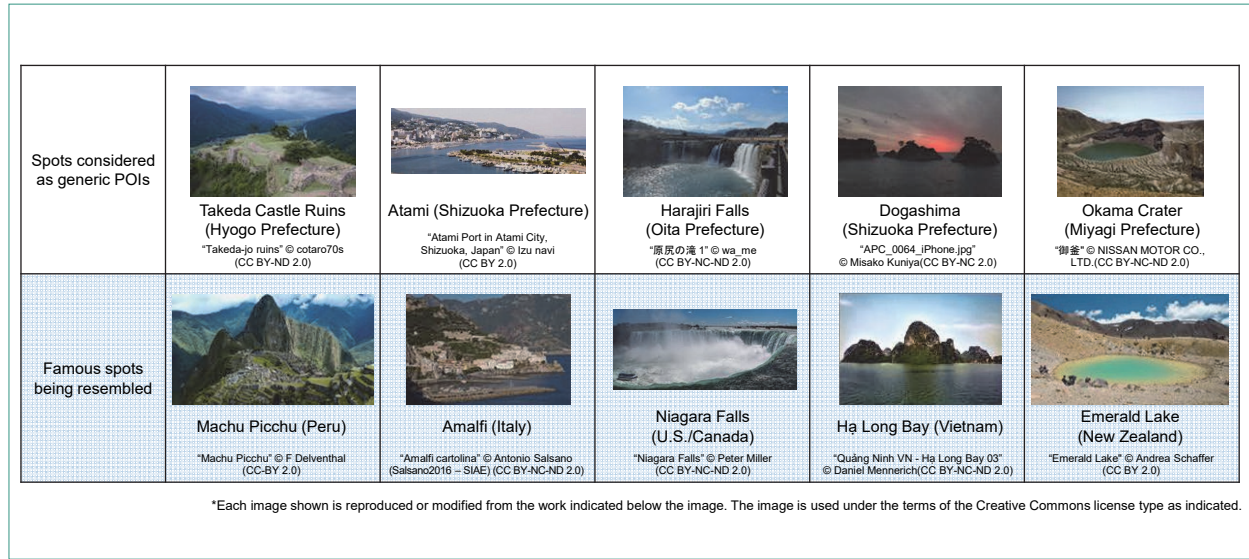 Spots considered
as generic POIs
Takeda Castle Ruins
(Hyogo Prefecture)
"Takeda-jo ruins" © cotaro70s
(CC BY-ND 2.0)
Atami (Shizuoka Prefecture)
"Atami Port in Atami City,
Shizuoka, Japan" © Izu navi
(CC BY 2.0)
Harajiri Falls
(Oita Prefecture)
"原尻の滝 1" © wa_me
(CC BY-NC-ND 2.0)
Dogashima
(Shizuoka Prefecture)
"APC_0064_iPhone.jpg"
© Misako Kuniya(CC BY-NC 2.0)
Okama Crater
(Miyagi Prefecture)
"御釜" © NISSAN MOTOR CO.,
LTD.(CC BY-NC-ND 2.0)
Famous spots
being resembled
Machu Picchu (Peru)
"Machu Picchu" © F Delventhal
(CC-BY 2.0)
Amalfi (Italy)
"Amalfi cartolina" © Antonio Salsano
(Salsano2016 – SIAE) (CC BY-NC-ND 2.0)
Niagara Falls
(U.S./Canada)
"Niagara Falls" © Peter Miller
(CC BY-NC-ND 2.0)
Hạ Long Bay (Vietnam)
"Quảng Ninh VN - Hạ Long Bay 03"
© Daniel Mennerich(CC BY-NC-ND 2.0)
Emerald Lake
(New Zealand)
"Emerald Lake" © Andrea Schaffer
(CC BY 2.0)
*Each image shown is reproduced or modified from the work indicated below the image. The image is used under the terms of the Creative Commons license type as indicated.